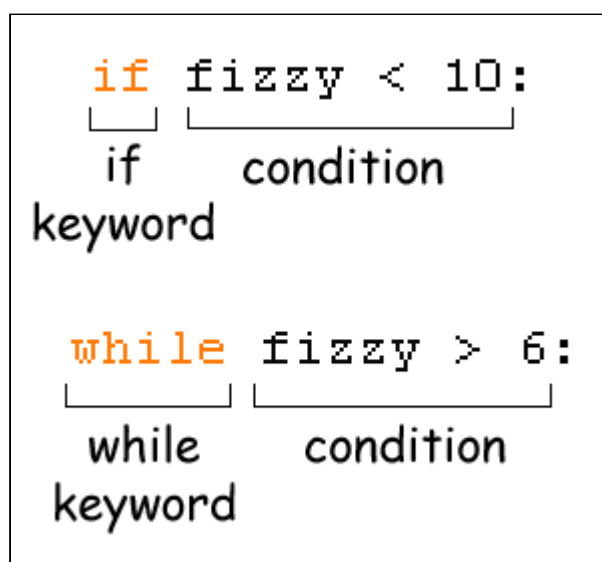 if fizzy < 10:
if condition
keyword
while fizzy > 6:
while condition
keyword